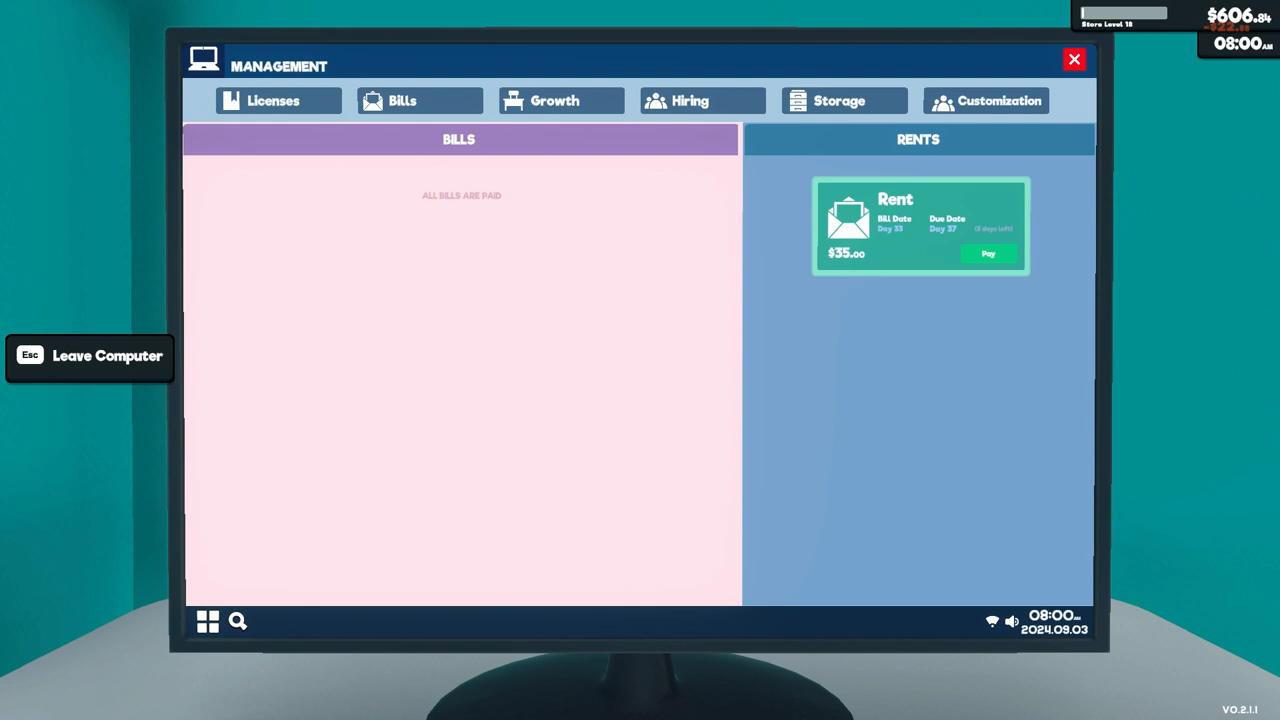 $606.84
Store Level 18
08:00AM
MANAGEMENT
Licenses
Bills
Growth
Hiring
Storage
Customization
BILLS
RENTS
ALL BILLS ARE PAID
Rent
Bill Date
Due Date
Day 33
Day 37
$35.00
Pay
Esc
Leave Computer
08:00AM
2024.09.03
V0.2.1.1